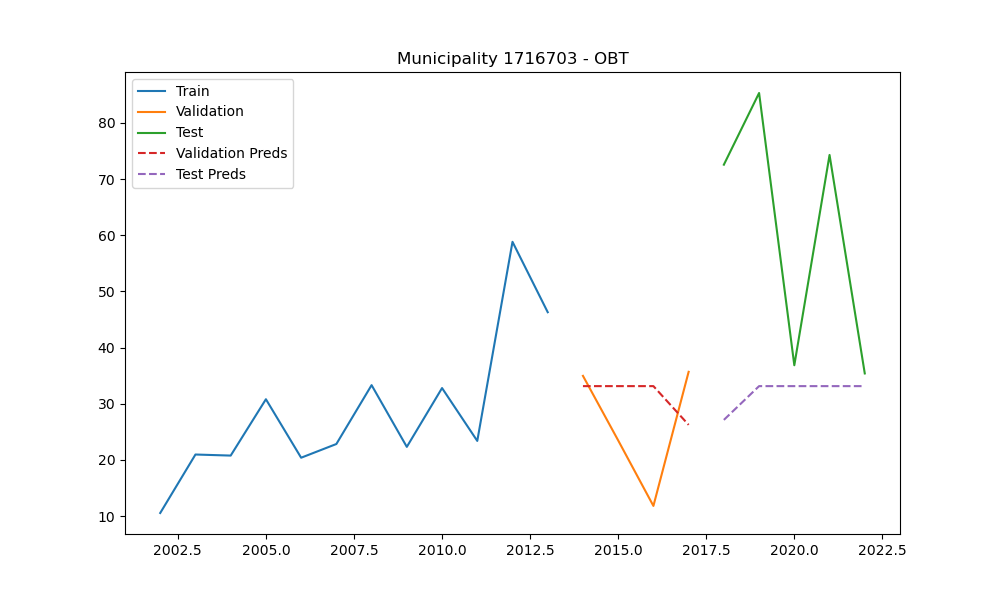 Municipality 1716703 - OBT
Train
Validation
Test
Validation Preds
Test Preds
80
70
60
50
40
30
20
10
2002.5 2005.0 2007.5 2010.0 2012.5 2015.0 2017.5 2020.0 2022.5